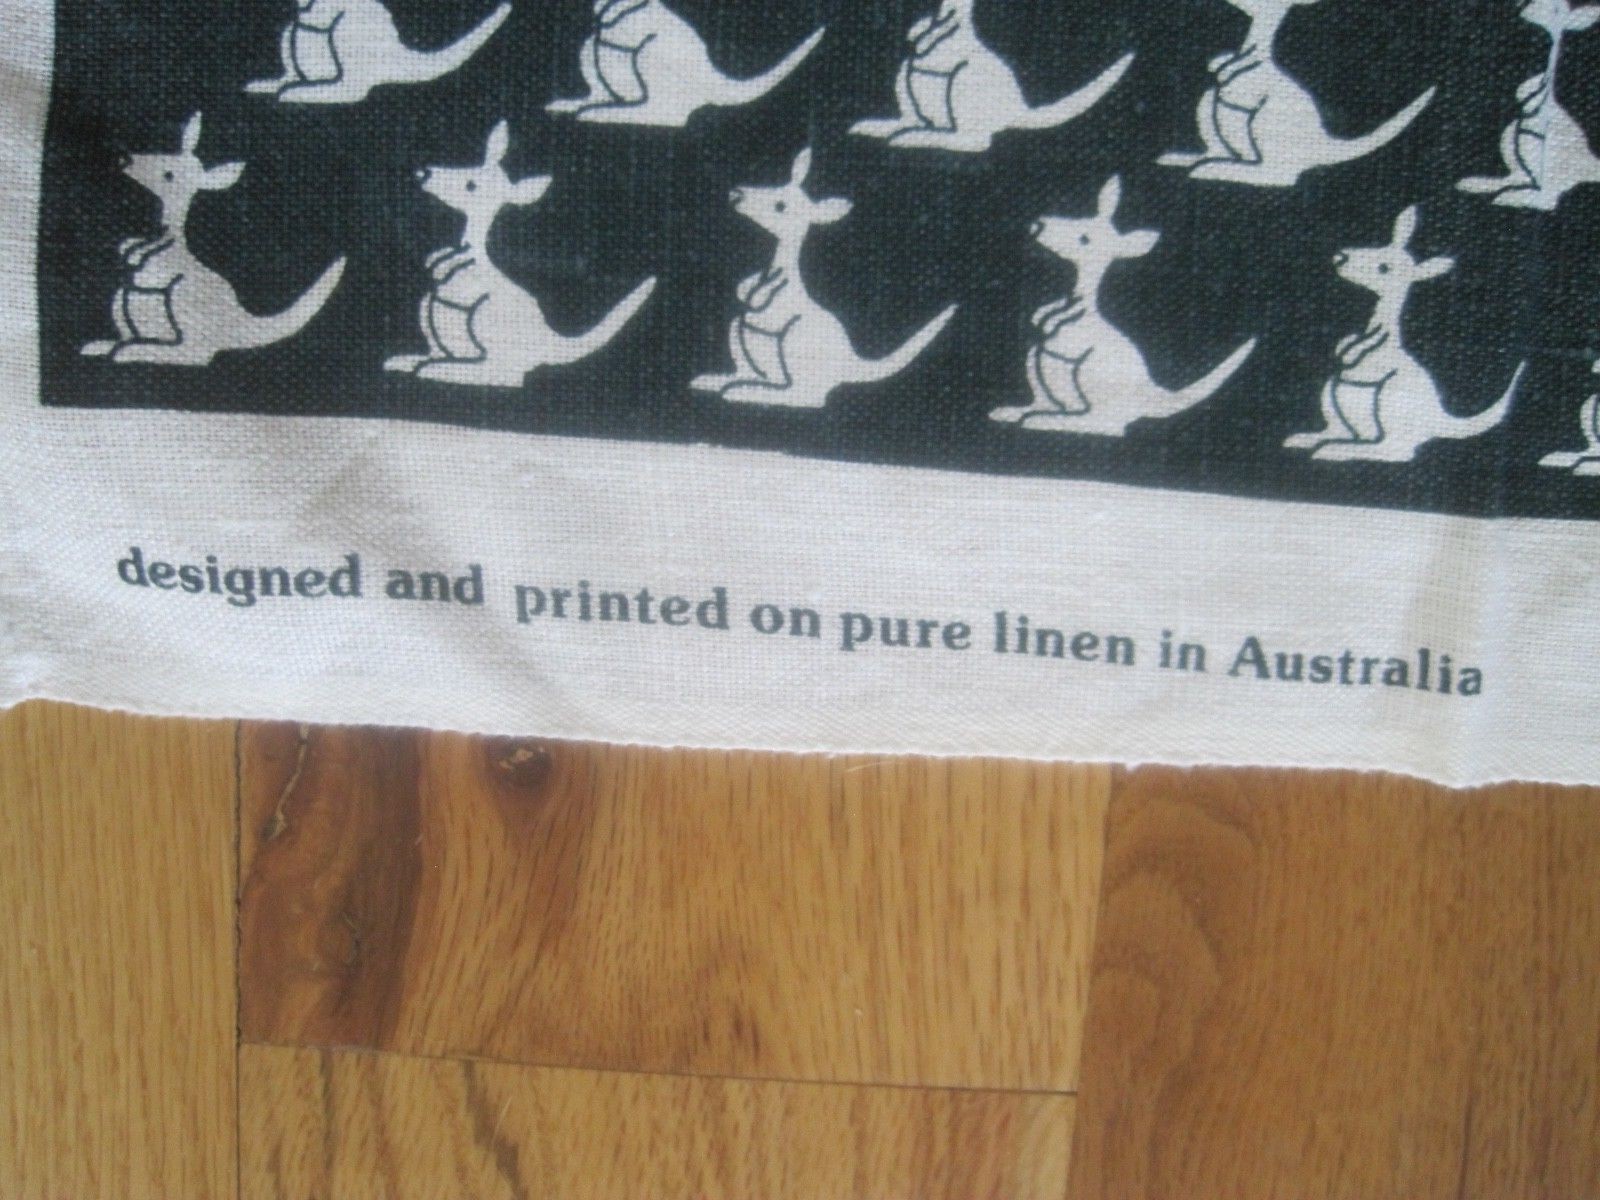 designed and printed on pure linen in Australia